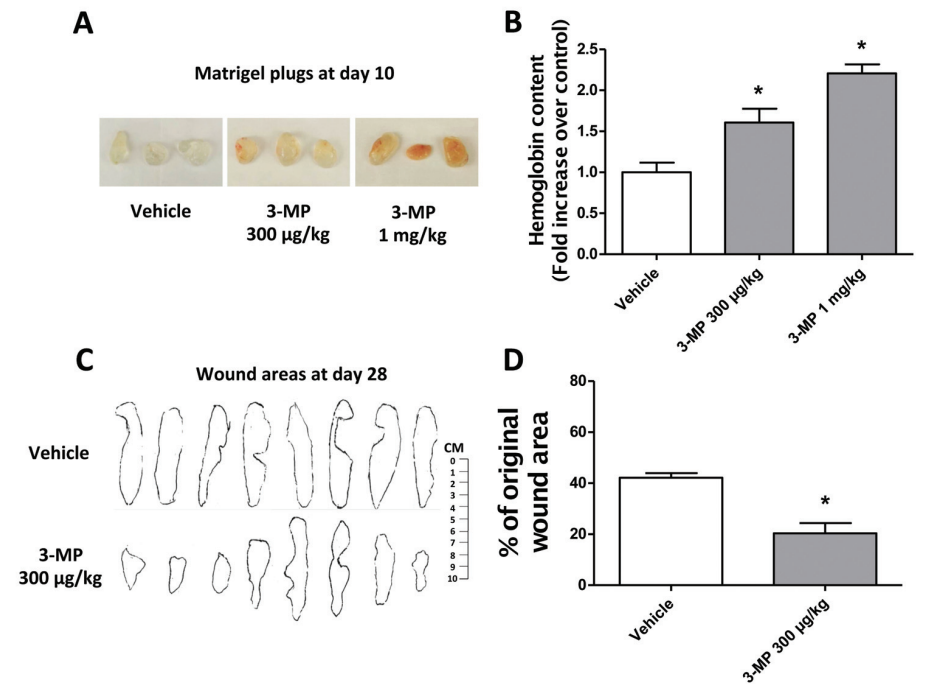 A
Matrigel plugs at day 10
Vehicle
3-MP
300 µg/kg
3-MP
1 mg/kg
B
Hemoglobin content
(Fold increase over control)
2.5
2.0
1.5
1.0
0.5
0.0
*
*
Vehicle
3-MP 300 µg/kg
3-MP 1 mg/kg
C
Wound areas at day 28
Vehicle
3-MP
300 µg/kg
CM
0
1
2
3
4
5
6
7
8
9
10
D
% of original
wound area
80
60
40
20
0
*
Vehicle
3-MP 300 µg/kg